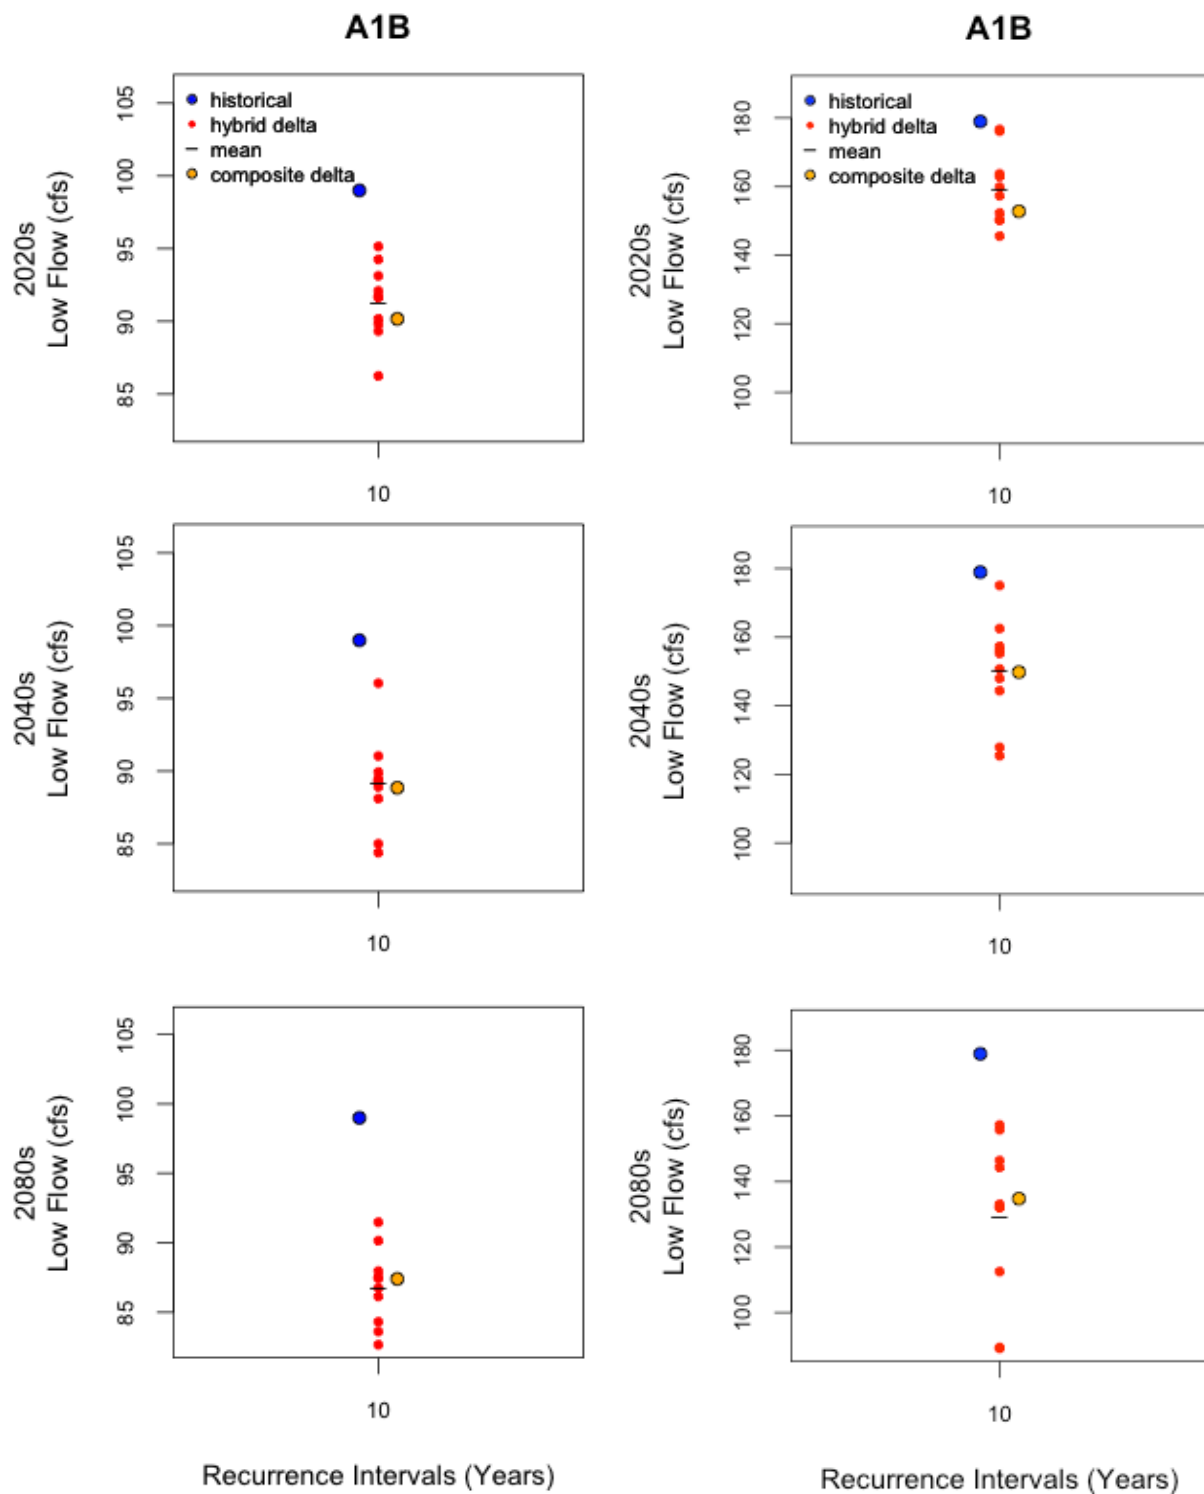 A1B
105
100
95
90
85
2020s
Low Flow (cfs)
historical
hybrid delta
mean
composite delta
10
A1B
180
160
140
120
100
2020s
Low Flow (cfs)
historical
hybrid delta
mean
composite delta
10
105
100
95
90
85
2040s
Low Flow (cfs)
10
180
160
140
120
100
2040s
Low Flow (cfs)
10
105
100
95
90
85
2080s
Low Flow (cfs)
10
Recurrence Intervals (Years)
180
160
140
120
100
2080s
Low Flow (cfs)
10
Recurrence Intervals (Years)